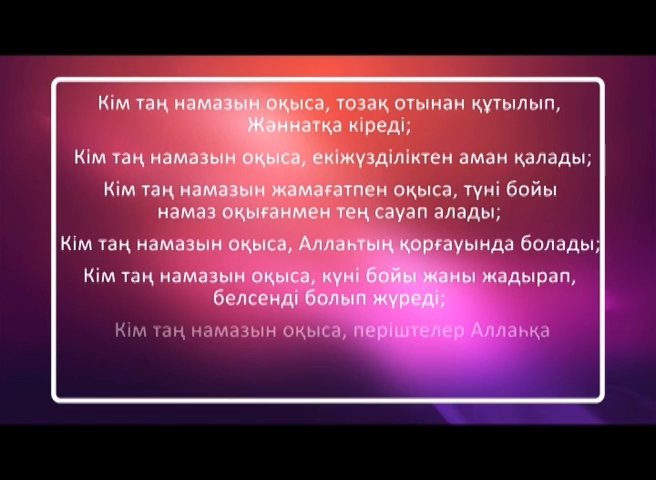 Кім таң намазын оқыса, тозақ отынан құтылып,
Жәннатқа кіреді;
Кім таң намазын оқыса, екіжүзділіктен аман қалады;
Кім таң намазын жамағатпен оқыса, түні бойы
намаз оқығанмен тең сауап алады;
Кім таң намазын оқыса, Аллаһтың қорғауында болады;
Кім таң намазын оқыса, күні бойы жаны жадырап,
белсенді болып жүреді;
Кім таң намазын оқыса, періштелер Аллаһқа